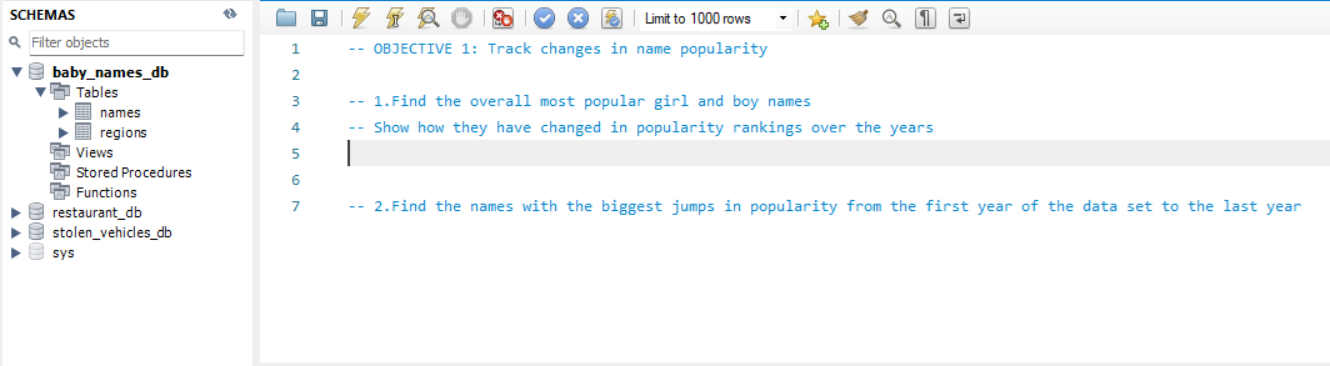 SCHEMAS
Filter objects
baby_names_db
Tables
names
regions
Views
Stored Procedures
Functions
restaurant_db
stolen_vehicles_db
sys
Limit to 1000 rows
1 -- OBJECTIVE 1: Track changes in name popularity
2
3 -- 1.Find the overall most popular girl and boy names
4 -- Show how they have changed in popularity rankings over the years
5
6
7 -- 2.Find the names with the biggest jumps in popularity from the first year of the data set to the last year